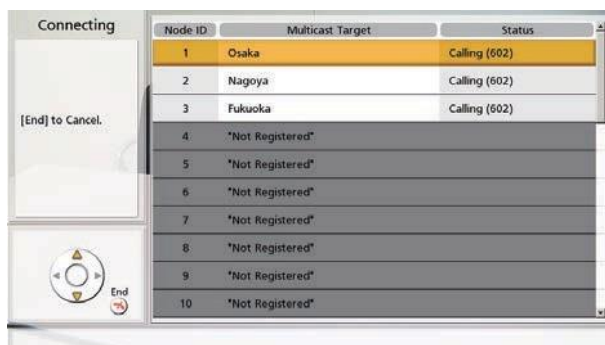 Connecting
[End] to Cancel.
End
Node ID Multicast Target Status
1 Osaka Calling (602)
2 Nagoya Calling (602)
3 Fukuoka Calling (602)
4 "Not Registered"
5 "Not Registered"
6 "Not Registered"
7 "Not Registered"
8 "Not Registered"
9 "Not Registered"
10 "Not Registered"